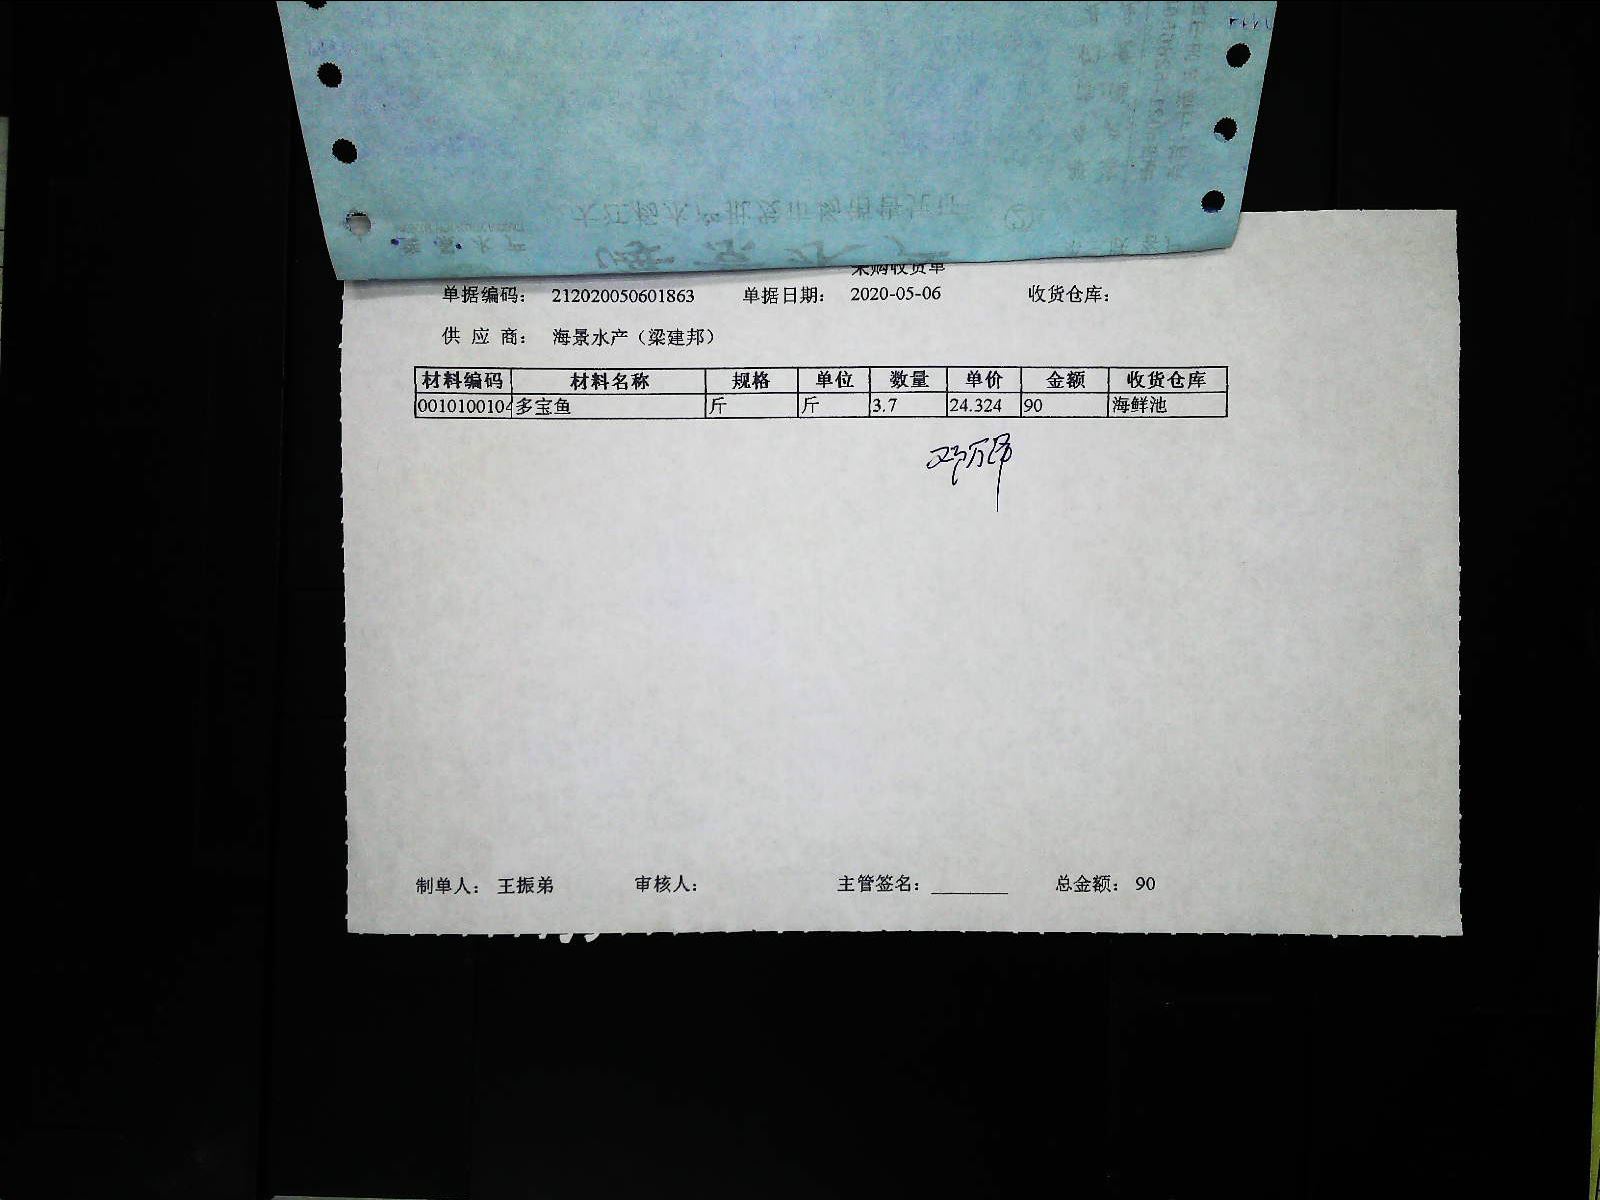 采购收货单
单据编码： 212020050601863 单据日期： 2020-05-06 收货仓库：
供 应 商： 海景水产（梁建邦）
材料编码 材料名称 规格 单位 数量 单价 金额 收货仓库
0010100104 多宝鱼 斤 斤 3.7 24.324 90 海鲜池
制单人： 王振弟 审核人： 主管签名： ________ 总金额： 90